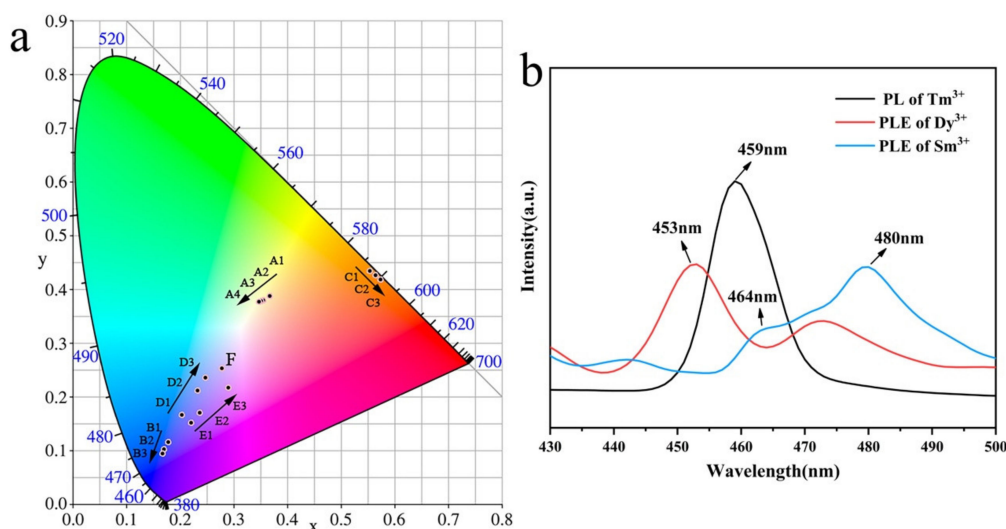 a
0.9
0.8
0.7
0.6
0.5
y
0.4
0.3
0.2
0.1
0.0
0.0
0.1
0.2
0.3
0.4
0.5
0.6
0.7
0.8
x
520
540
560
580
600
620
700
500
490
480
470
460
380
A1
A2
A3
A4
C1
C2
C3
D3
D2
D1
F
E3
E2
E1
B1
B2
B3
b
PL of Tm³⁺
PLE of Dy³⁺
PLE of Sm³⁺
459nm
453nm
480nm
464nm
Intensity(a.u.)
430
440
450
460
470
480
490
500
Wavelength(nm)